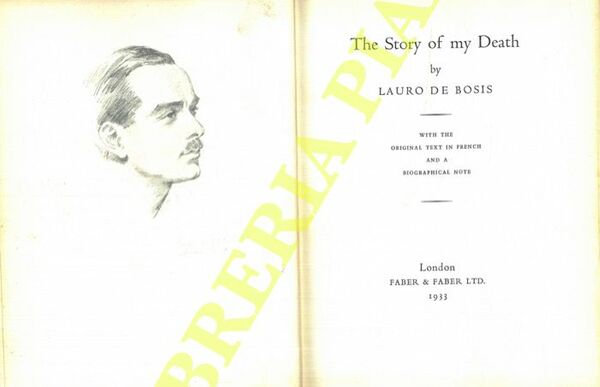 The Story of my Death
by
LAURO DE BOSIS
WITH THE
ORIGINAL TEXT IN FRENCH
AND A
BIOGRAPHICAL NOTE
London
FABER & FABER LTD.
1933
BRERIA PIA